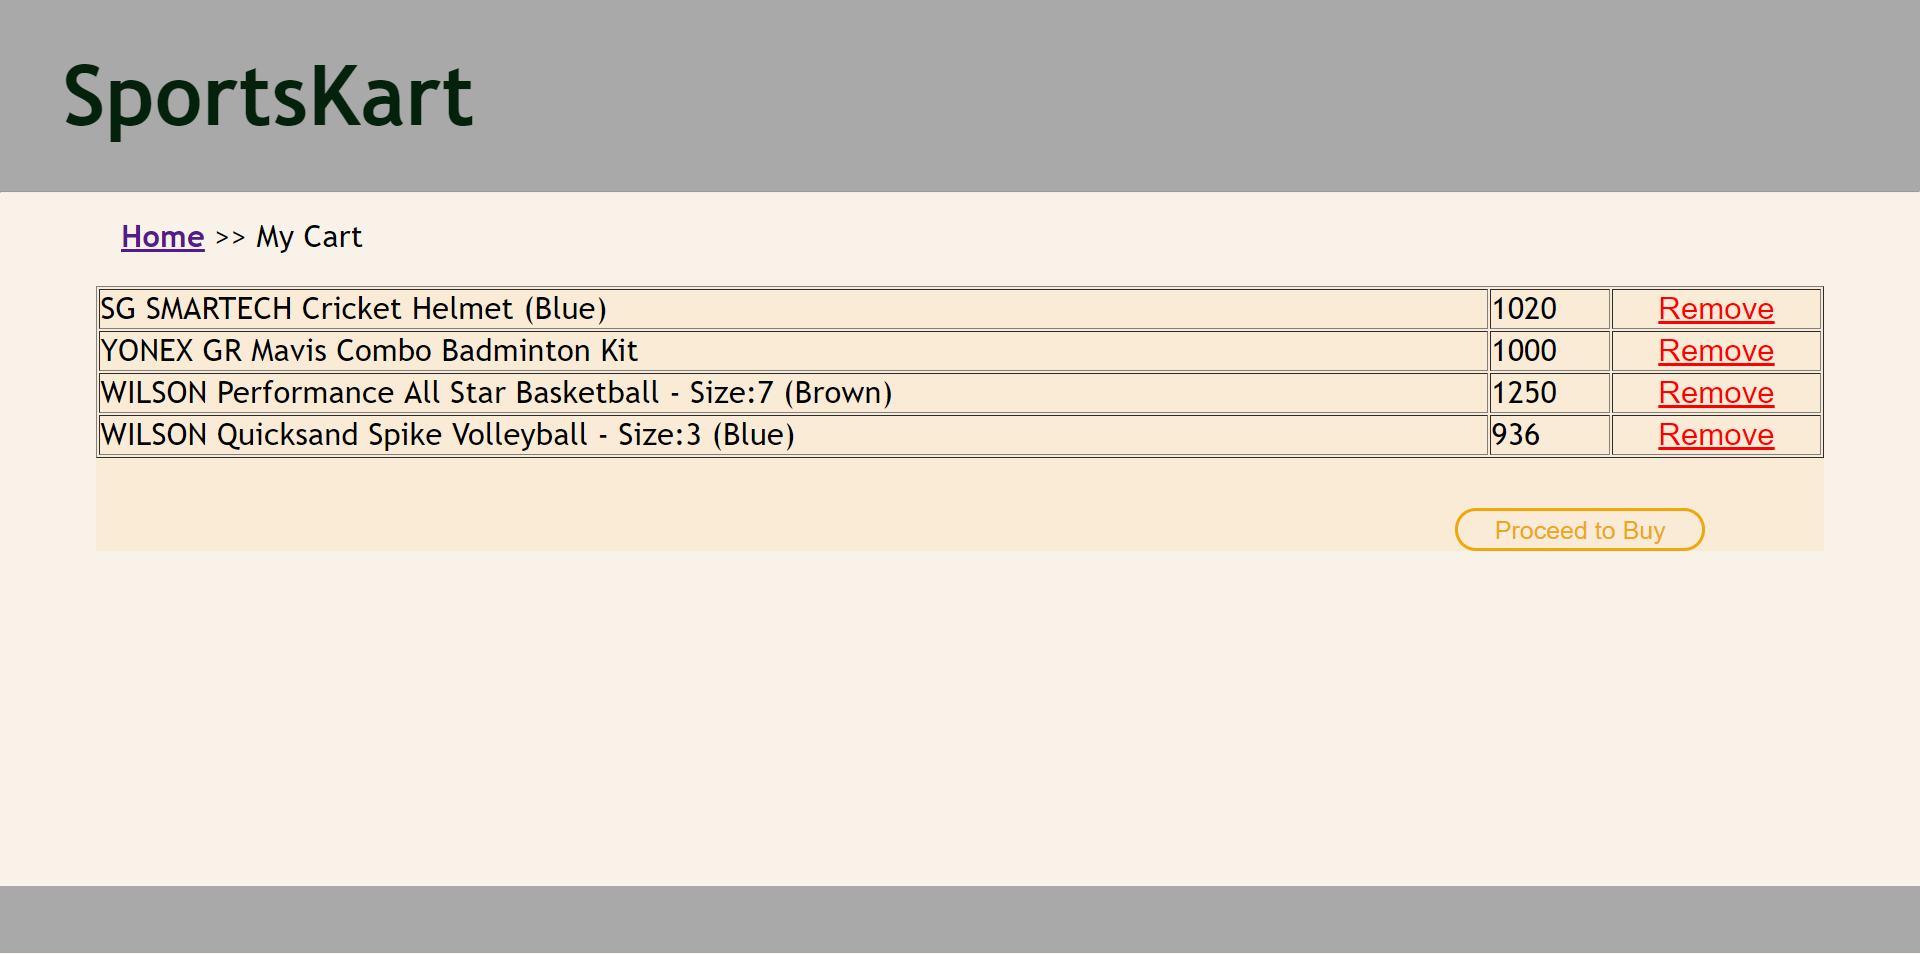 SportsKart
Home >> My Cart
SG SMARTECH Cricket Helmet (Blue) 1020 Remove
YONEX GR Mavis Combo Badminton Kit 1000 Remove
WILSON Performance All Star Basketball - Size:7 (Brown) 1250 Remove
WILSON Quicksand Spike Volleyball - Size:3 (Blue) 936 Remove
Proceed to Buy